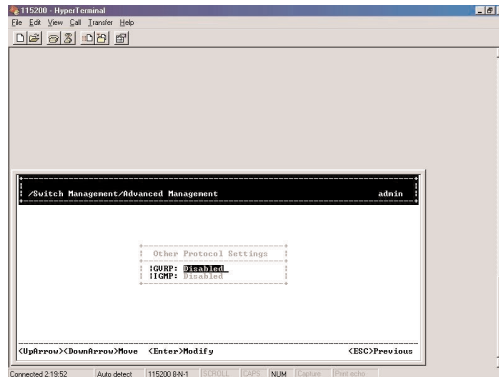 115200 - HyperTerminal
File Edit View Call Transfer Help
/Switch Management/Advanced Management admin
Other Protocol Settings
GVRP: Disabled
IGMP: Disabled
<UpArrow><DownArrow>Move <Enter>Modify <ESC>Previous
Connected 2:19:52 Auto detect 115200 8-N-1 SCROLL CAPS NUM Capture Print echo